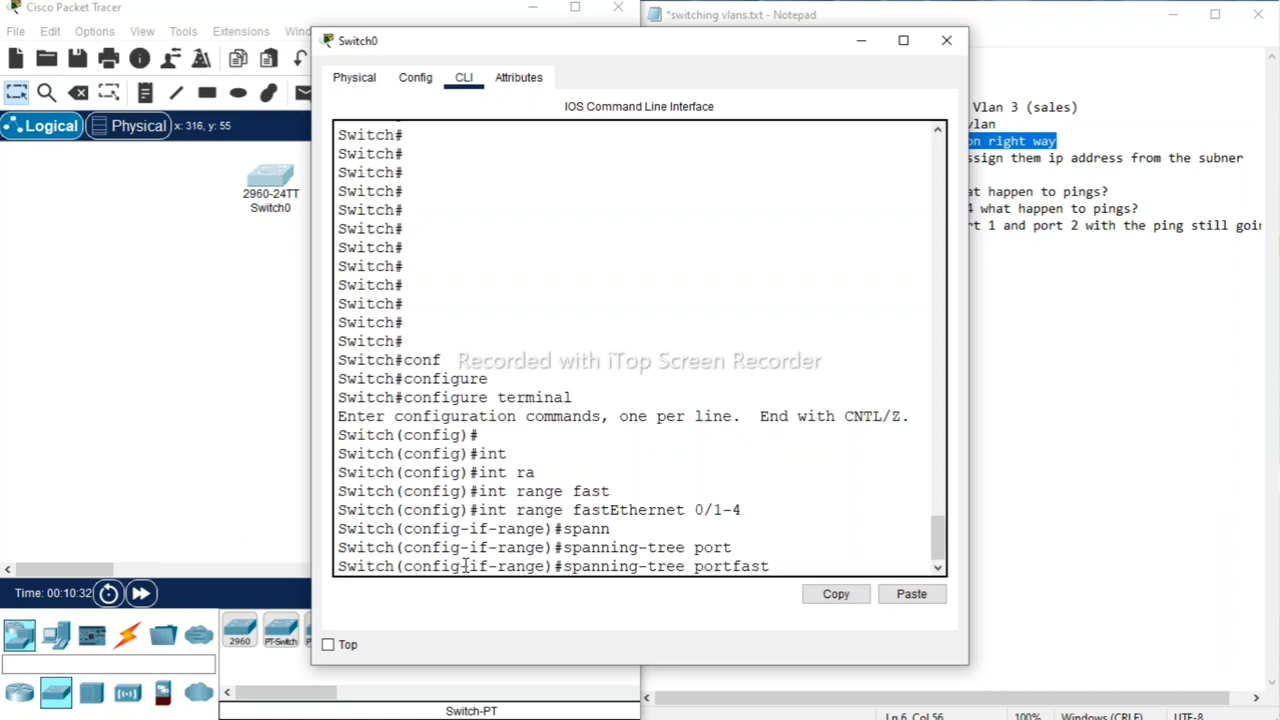 Cisco Packet Tracer
File Edit Options View Tools Extensions Wind
Logical Physical x: 316, y: 55
2960-24TT
Switch0
Time: 00:10:32
2960
PT-Switch
Switch-PT
Switch0
Physical Config CLI Attributes
IOS Command Line Interface
Switch#
Switch#
Switch#
Switch#
Switch#
Switch#
Switch#
Switch#
Switch#
Switch#
Switch#
Switch#
Switch#conf
Switch#configure
Switch#configure terminal
Enter configuration commands, one per line. End with CNTL/Z.
Switch(config)#
Switch(config)#int
Switch(config)#int ra
Switch(config)#int range fast
Switch(config)#int range fastEthernet 0/1-4
Switch(config-if-range)#spann
Switch(config-if-range)#spanning-tree port
Switch(config-if-range)#spanning-tree portfast
Recorded with iTop Screen Recorder
Copy Paste
Top
*switching vlans.txt - Notepad
Vlan 3 (sales)
vlan
on right way
ssign them ip address from the subner
at happen to pings?
4 what happen to pings?
rt 1 and port 2 with the ping still goin
Ln 6, Col 56 100% Windows (CRLF) UTF-8